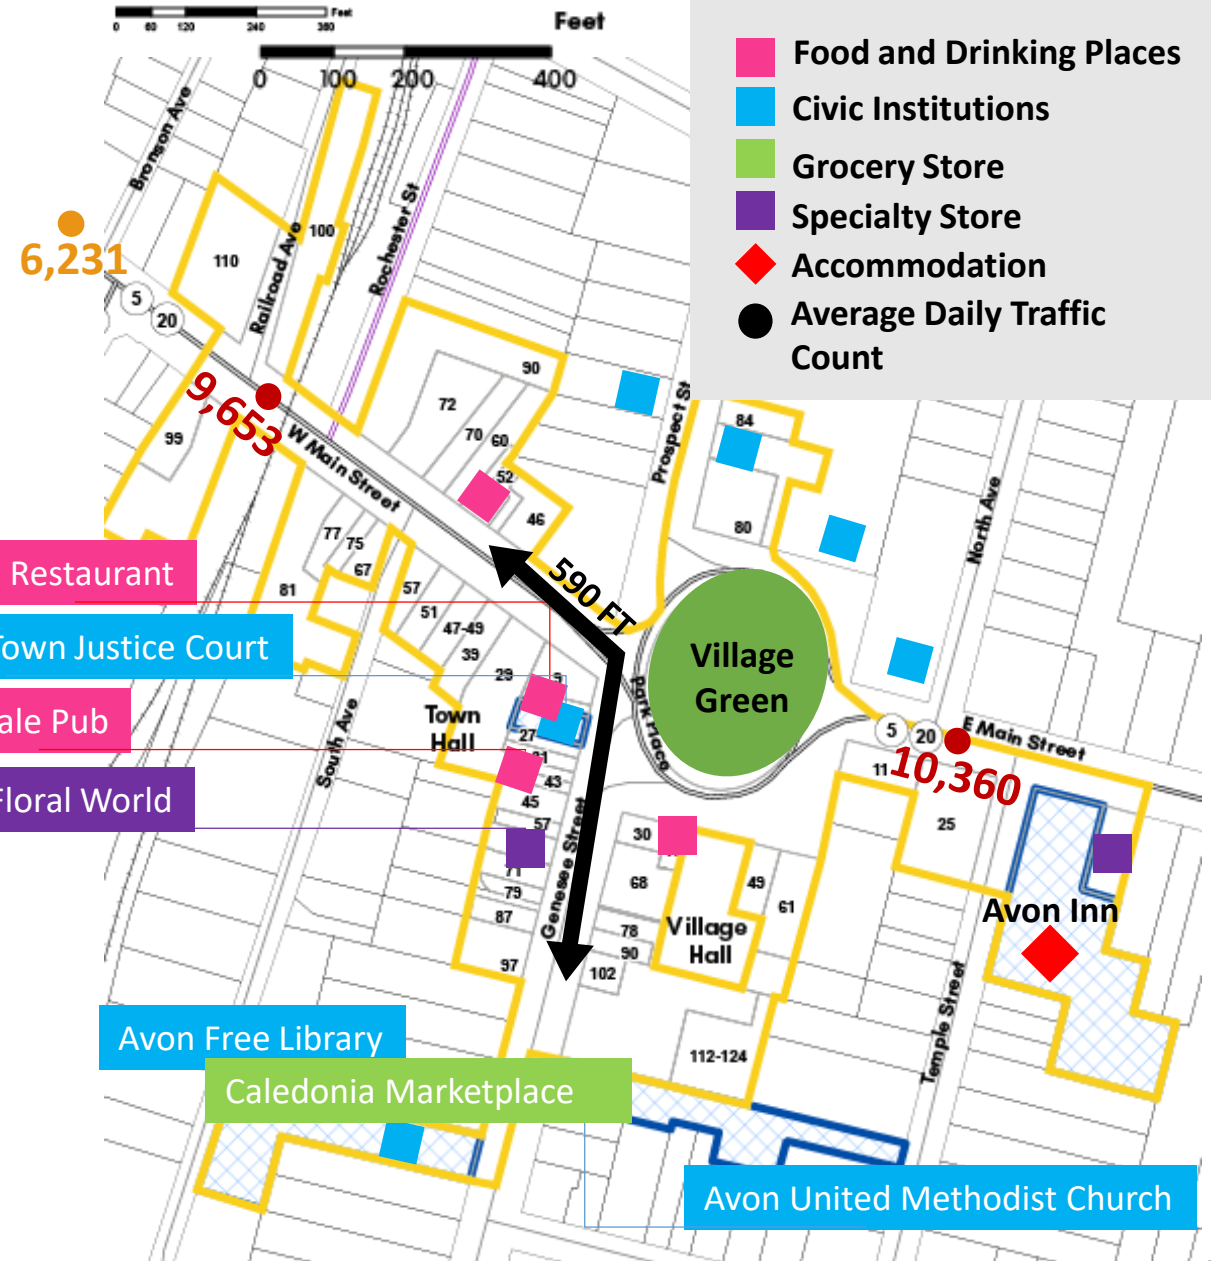 Feet
0 60 120 240 360
Feet
0 100 200 400
Food and Drinking Places
Civic Institutions
Grocery Store
Specialty Store
Accommodation
Average Daily Traffic
Count
Bronson Ave
6,231
5
20
110
100
Railroad Ave
Rochester St
90
72
70
60
52
46
9,653
99
W Main Street
Prospect St
84
80
North Ave
77
75
67
81
57
51
47-49
39
29
590 FT
Restaurant
Town Justice Court
ale Pub
Floral World
Village
Green
Park Place
Town
Hall
South Ave
27
43
45
57
71
79
87
97
Genesee Street
5
20
E Main Street
10,360
11
25
30
68
49
61
78
90
102
Village
Hall
Avon Inn
Temple Street
112-124
Avon Free Library
Caledonia Marketplace
Avon United Methodist Church